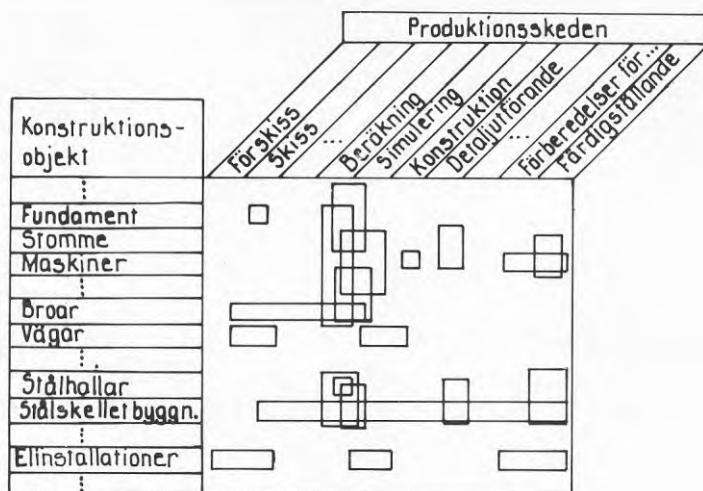 Produktionsskeden
Förskiss
Skiss
...
Beräkning
Simulering
Konstruktion
Detaljutförande
...
Förberedelser för...
Färdigställande
Konstruktions-
objekt
Fundament
Stomme
Maskiner
Broar
Vägar
Stålhallar
Stålskelletbyggn.
Elinstallationer